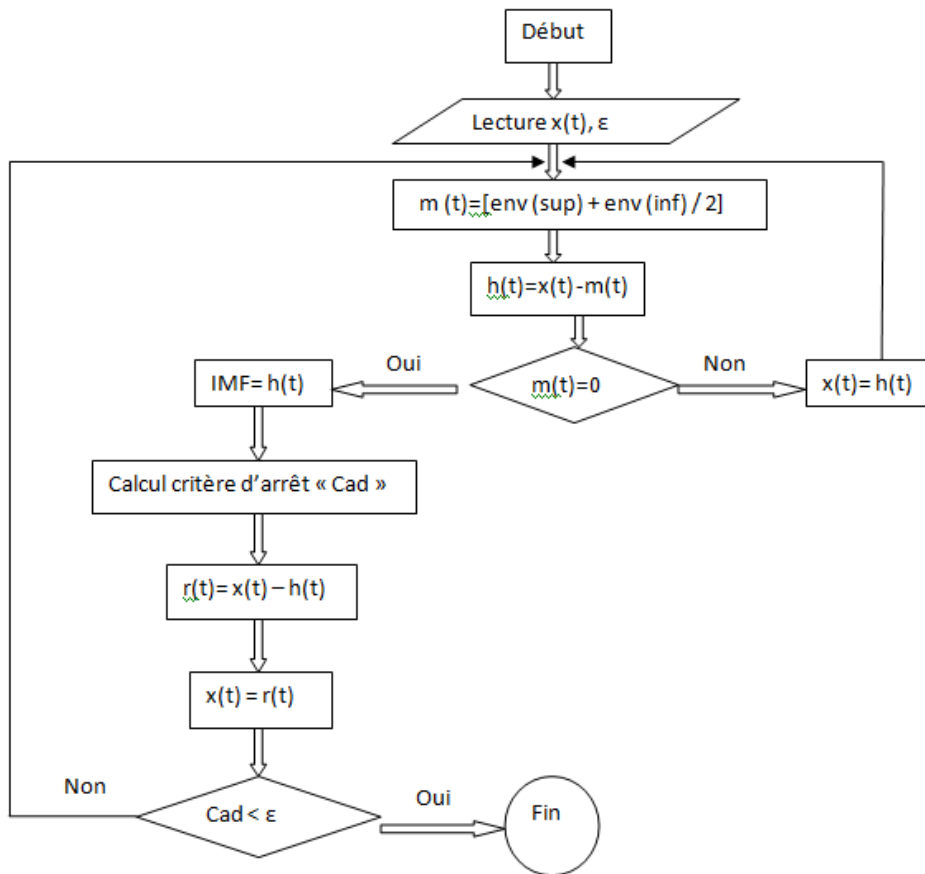 Début
Lecture x(t), ε
m (t)=[env (sup) + env (inf) / 2]
h(t)=x(t) -m(t)
Oui
Non
IMF= h(t)
m(t)=0
x(t)= h(t)
Calcul critère d’arrêt « Cad »
r(t)= x(t) – h(t)
x(t) = r(t)
Non
Cad < ε
Oui
Fin